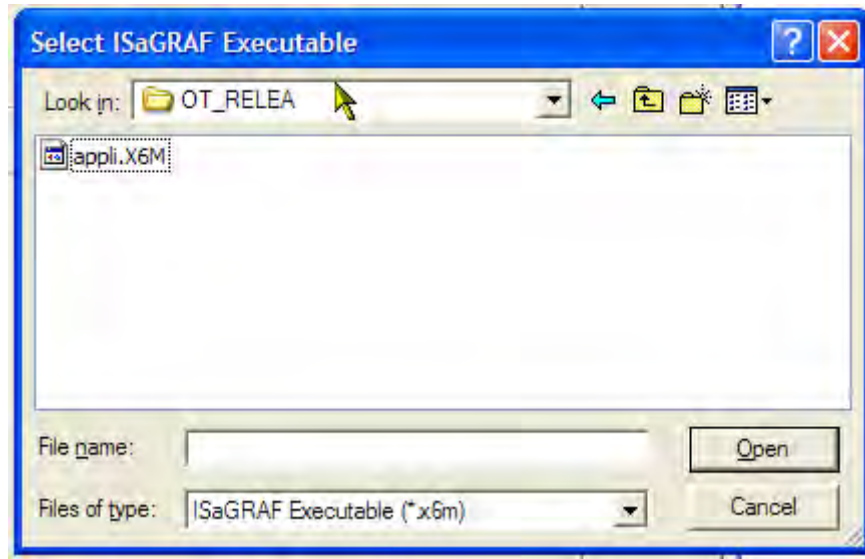 Select ISaGRAF Executable
Look in: OT_RELEA
appli.X6M
File name:
Open
Files of type: ISaGRAF Executable (*.x6m)
Cancel